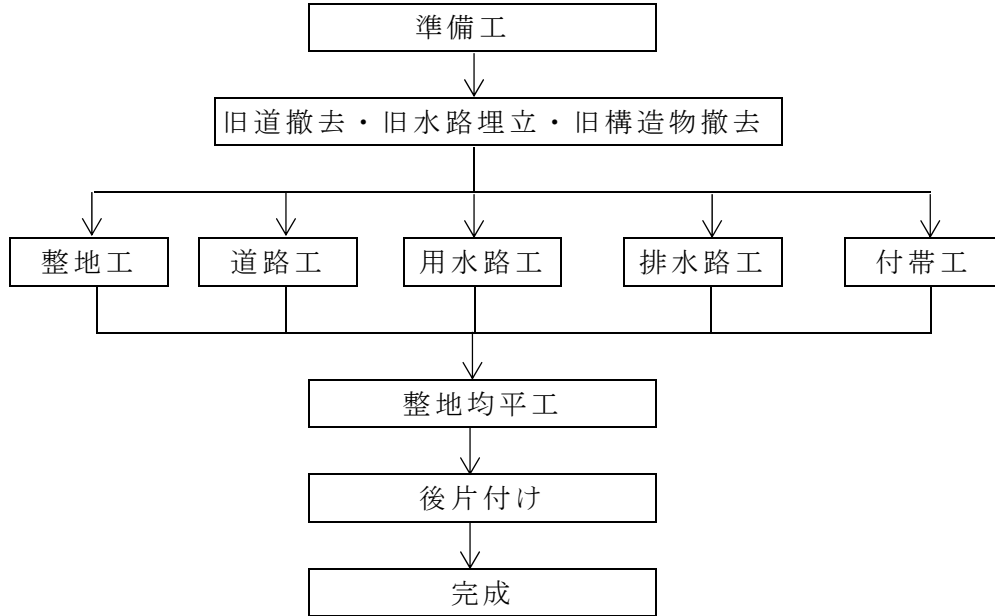 準備工
旧道撤去・旧水路埋立・旧構造物撤去
整地工
道路工
用水路工
排水路工
付帯工
整地均平工
後片付け
完成